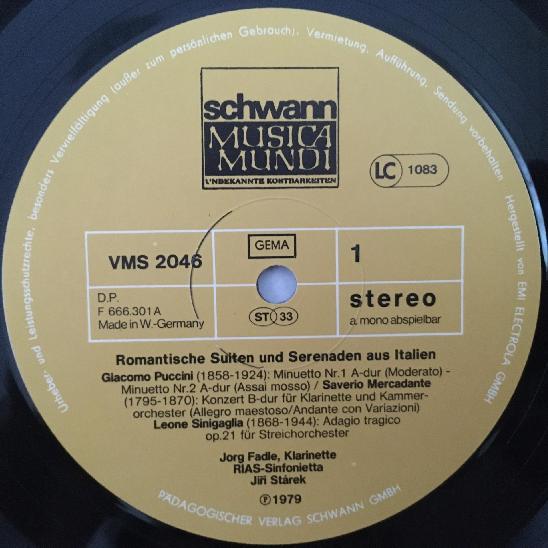 Urheber- und Leistungsschutzrechte, besonders Vervielfältigung (außer zum persönlichen Gebrauch), Vermietung, Aufführung, Sendung vorbehalten Hergestellt von EMI ELECTROLA GMBH
schwann
MUSICA
MUNDI
UNBEKANNTE KOSTBARKEITEN
LC 1083
VMS 2046
GEMA
1
D.P.
F 666.301 A
Made in W.-Germany
ST 33
stereo
a. mono abspielbar
Romantische Suiten und Serenaden aus Italien
Giacomo Puccini (1858-1924): Minuetto Nr.1 A-dur (Moderato) -
Minuetto Nr.2 A-dur (Assai mosso) / Saverio Mercadante
(1795-1870): Konzert B-dur für Klarinette und Kammer-
orchester (Allegro maestoso/Andante con Variazioni)
Leone Sinigaglia (1868-1944): Adagio tragico
op.21 für Streichorchester
Jörg Fadle, Klarinette
RIAS-Sinfonietta
Jiří Stárek
Ⓟ 1979
PÄDAGOGISCHER VERLAG SCHWANN GMBH